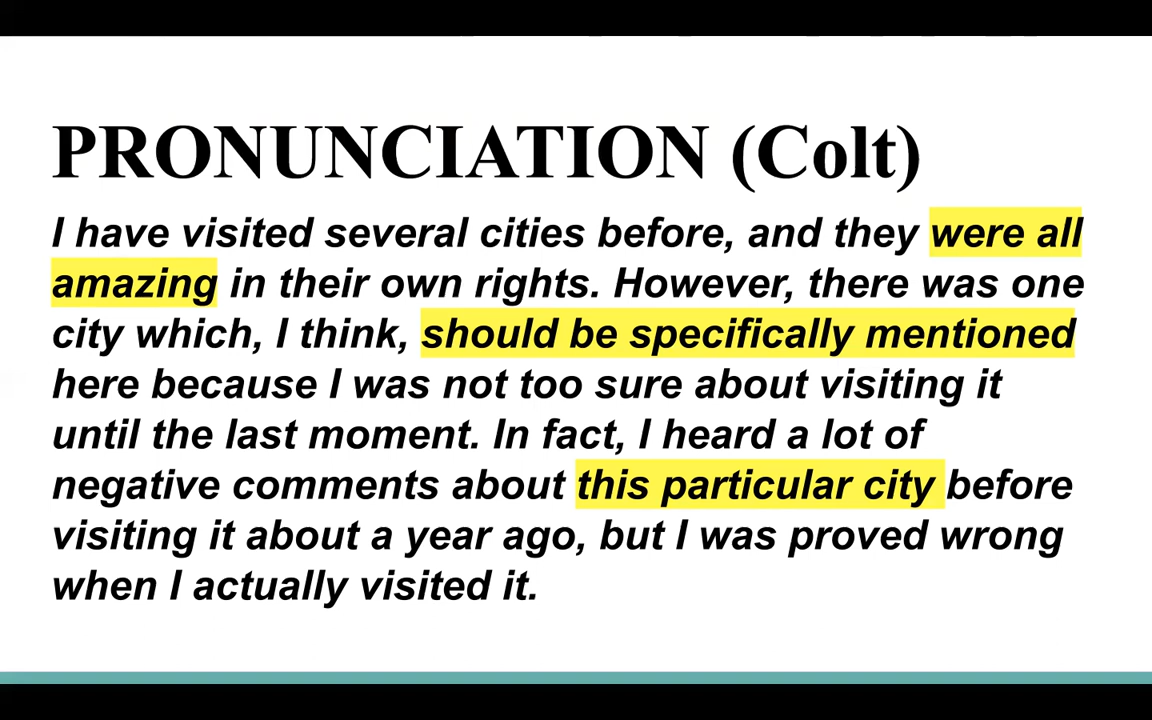 PRONUNCIATION (Colt)
I have visited several cities before, and they were all
amazing in their own rights. However, there was one
city which, I think, should be specifically mentioned
here because I was not too sure about visiting it
until the last moment. In fact, I heard a lot of
negative comments about this particular city before
visiting it about a year ago, but I was proved wrong
when I actually visited it.